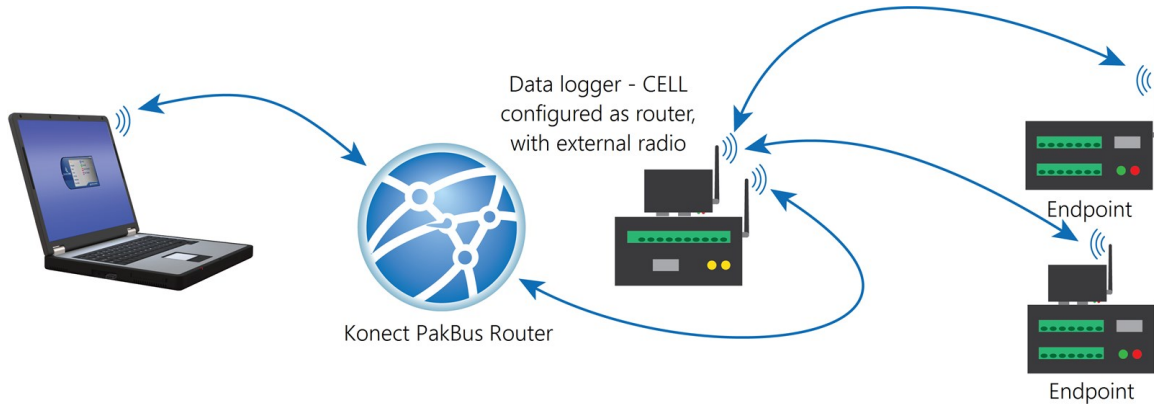 Data logger - CELL
configured as router,
with external radio
Endpoint
Konect PakBus Router
Endpoint